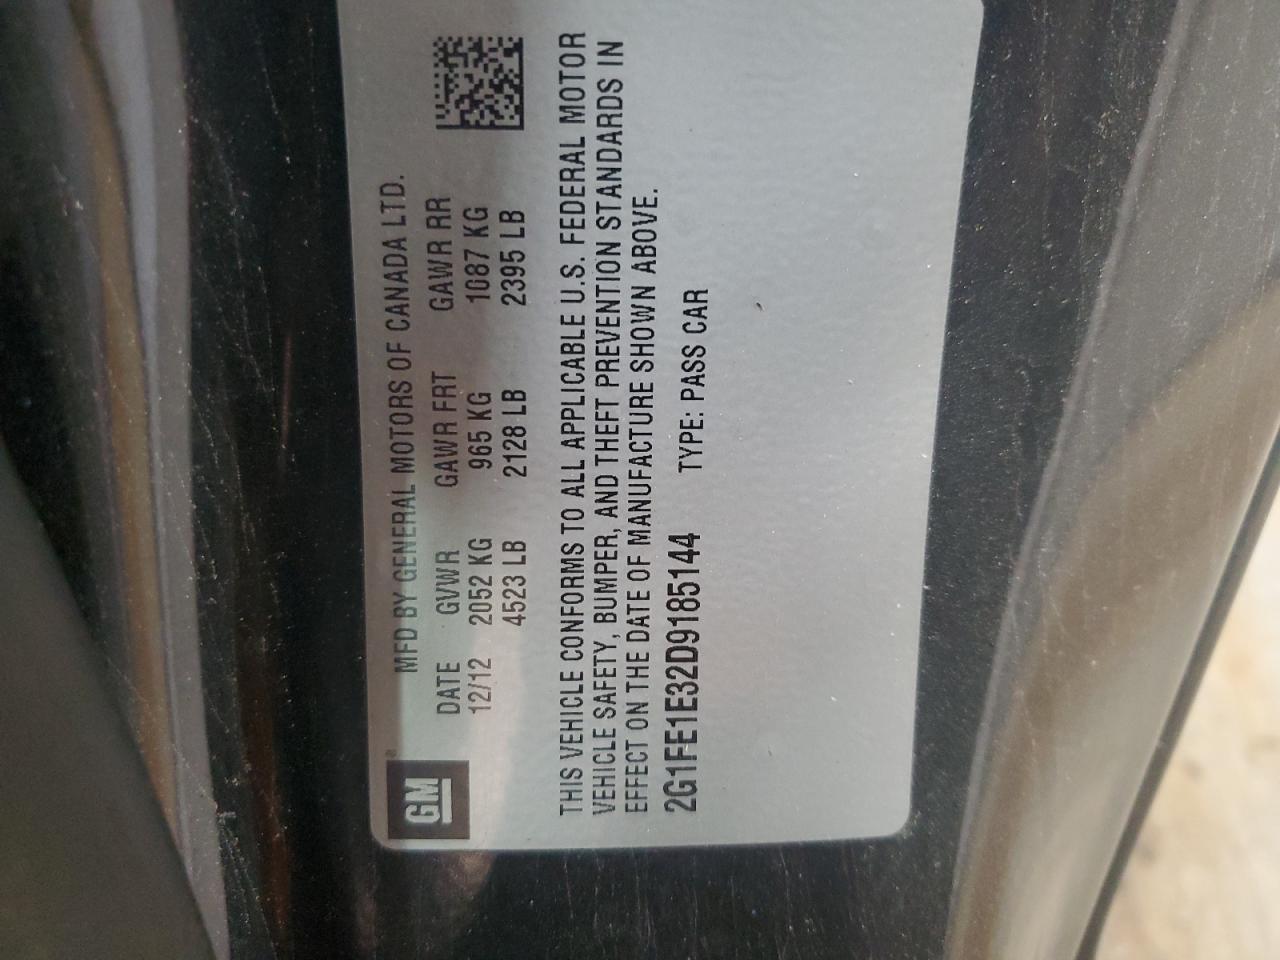 GM
MFD BY GENERAL MOTORS OF CANADA LTD.
DATE GVWR GAWR FRT GAWR RR
12/12 2052 KG 965 KG 1087 KG
4523 LB 2128 LB 2395 LB
THIS VEHICLE CONFORMS TO ALL APPLICABLE U.S. FEDERAL MOTOR
VEHICLE SAFETY, BUMPER, AND THEFT PREVENTION STANDARDS IN
EFFECT ON THE DATE OF MANUFACTURE SHOWN ABOVE.
2G1FE1E32D9185144 TYPE: PASS CAR